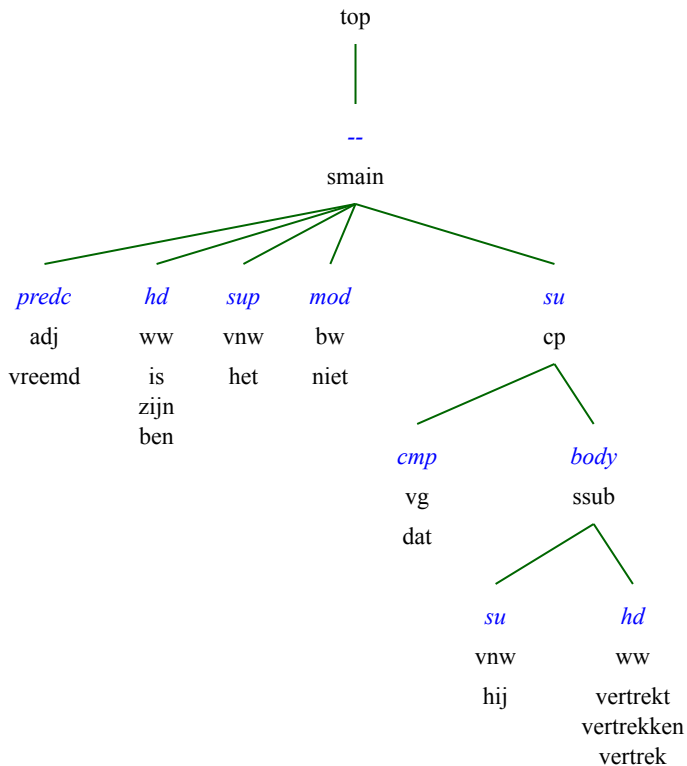 top
--
smain
predc hd sup mod su
adj ww vnw bw cp
vreemd is het niet
zijn
ben
cmp body
vg ssub
dat
su hd
vnw ww
hij vertrekt
vertrekken
vertrek